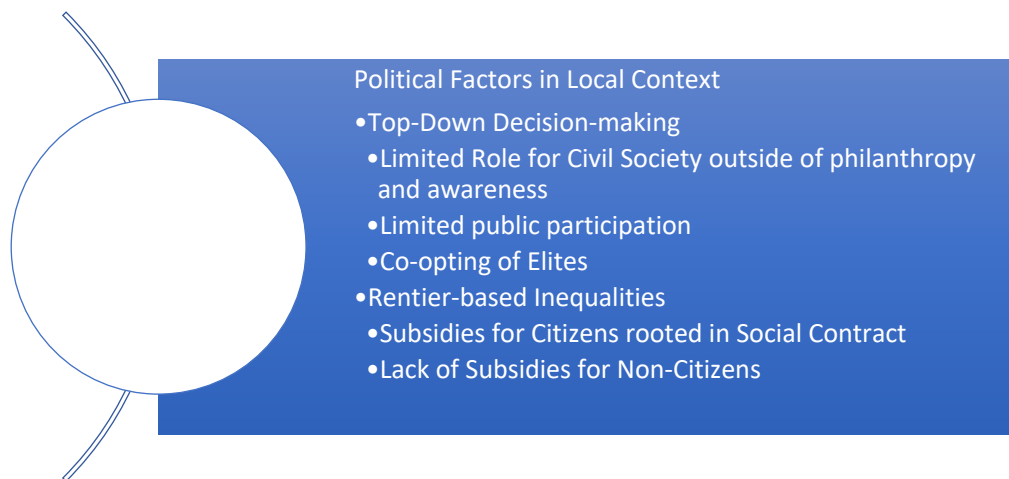 Political Factors in Local Context
•Top-Down Decision-making
•Limited Role for Civil Society outside of philanthropy
and awareness
•Limited public participation
•Co-opting of Elites
•Rentier-based Inequalities
•Subsidies for Citizens rooted in Social Contract
•Lack of Subsidies for Non-Citizens